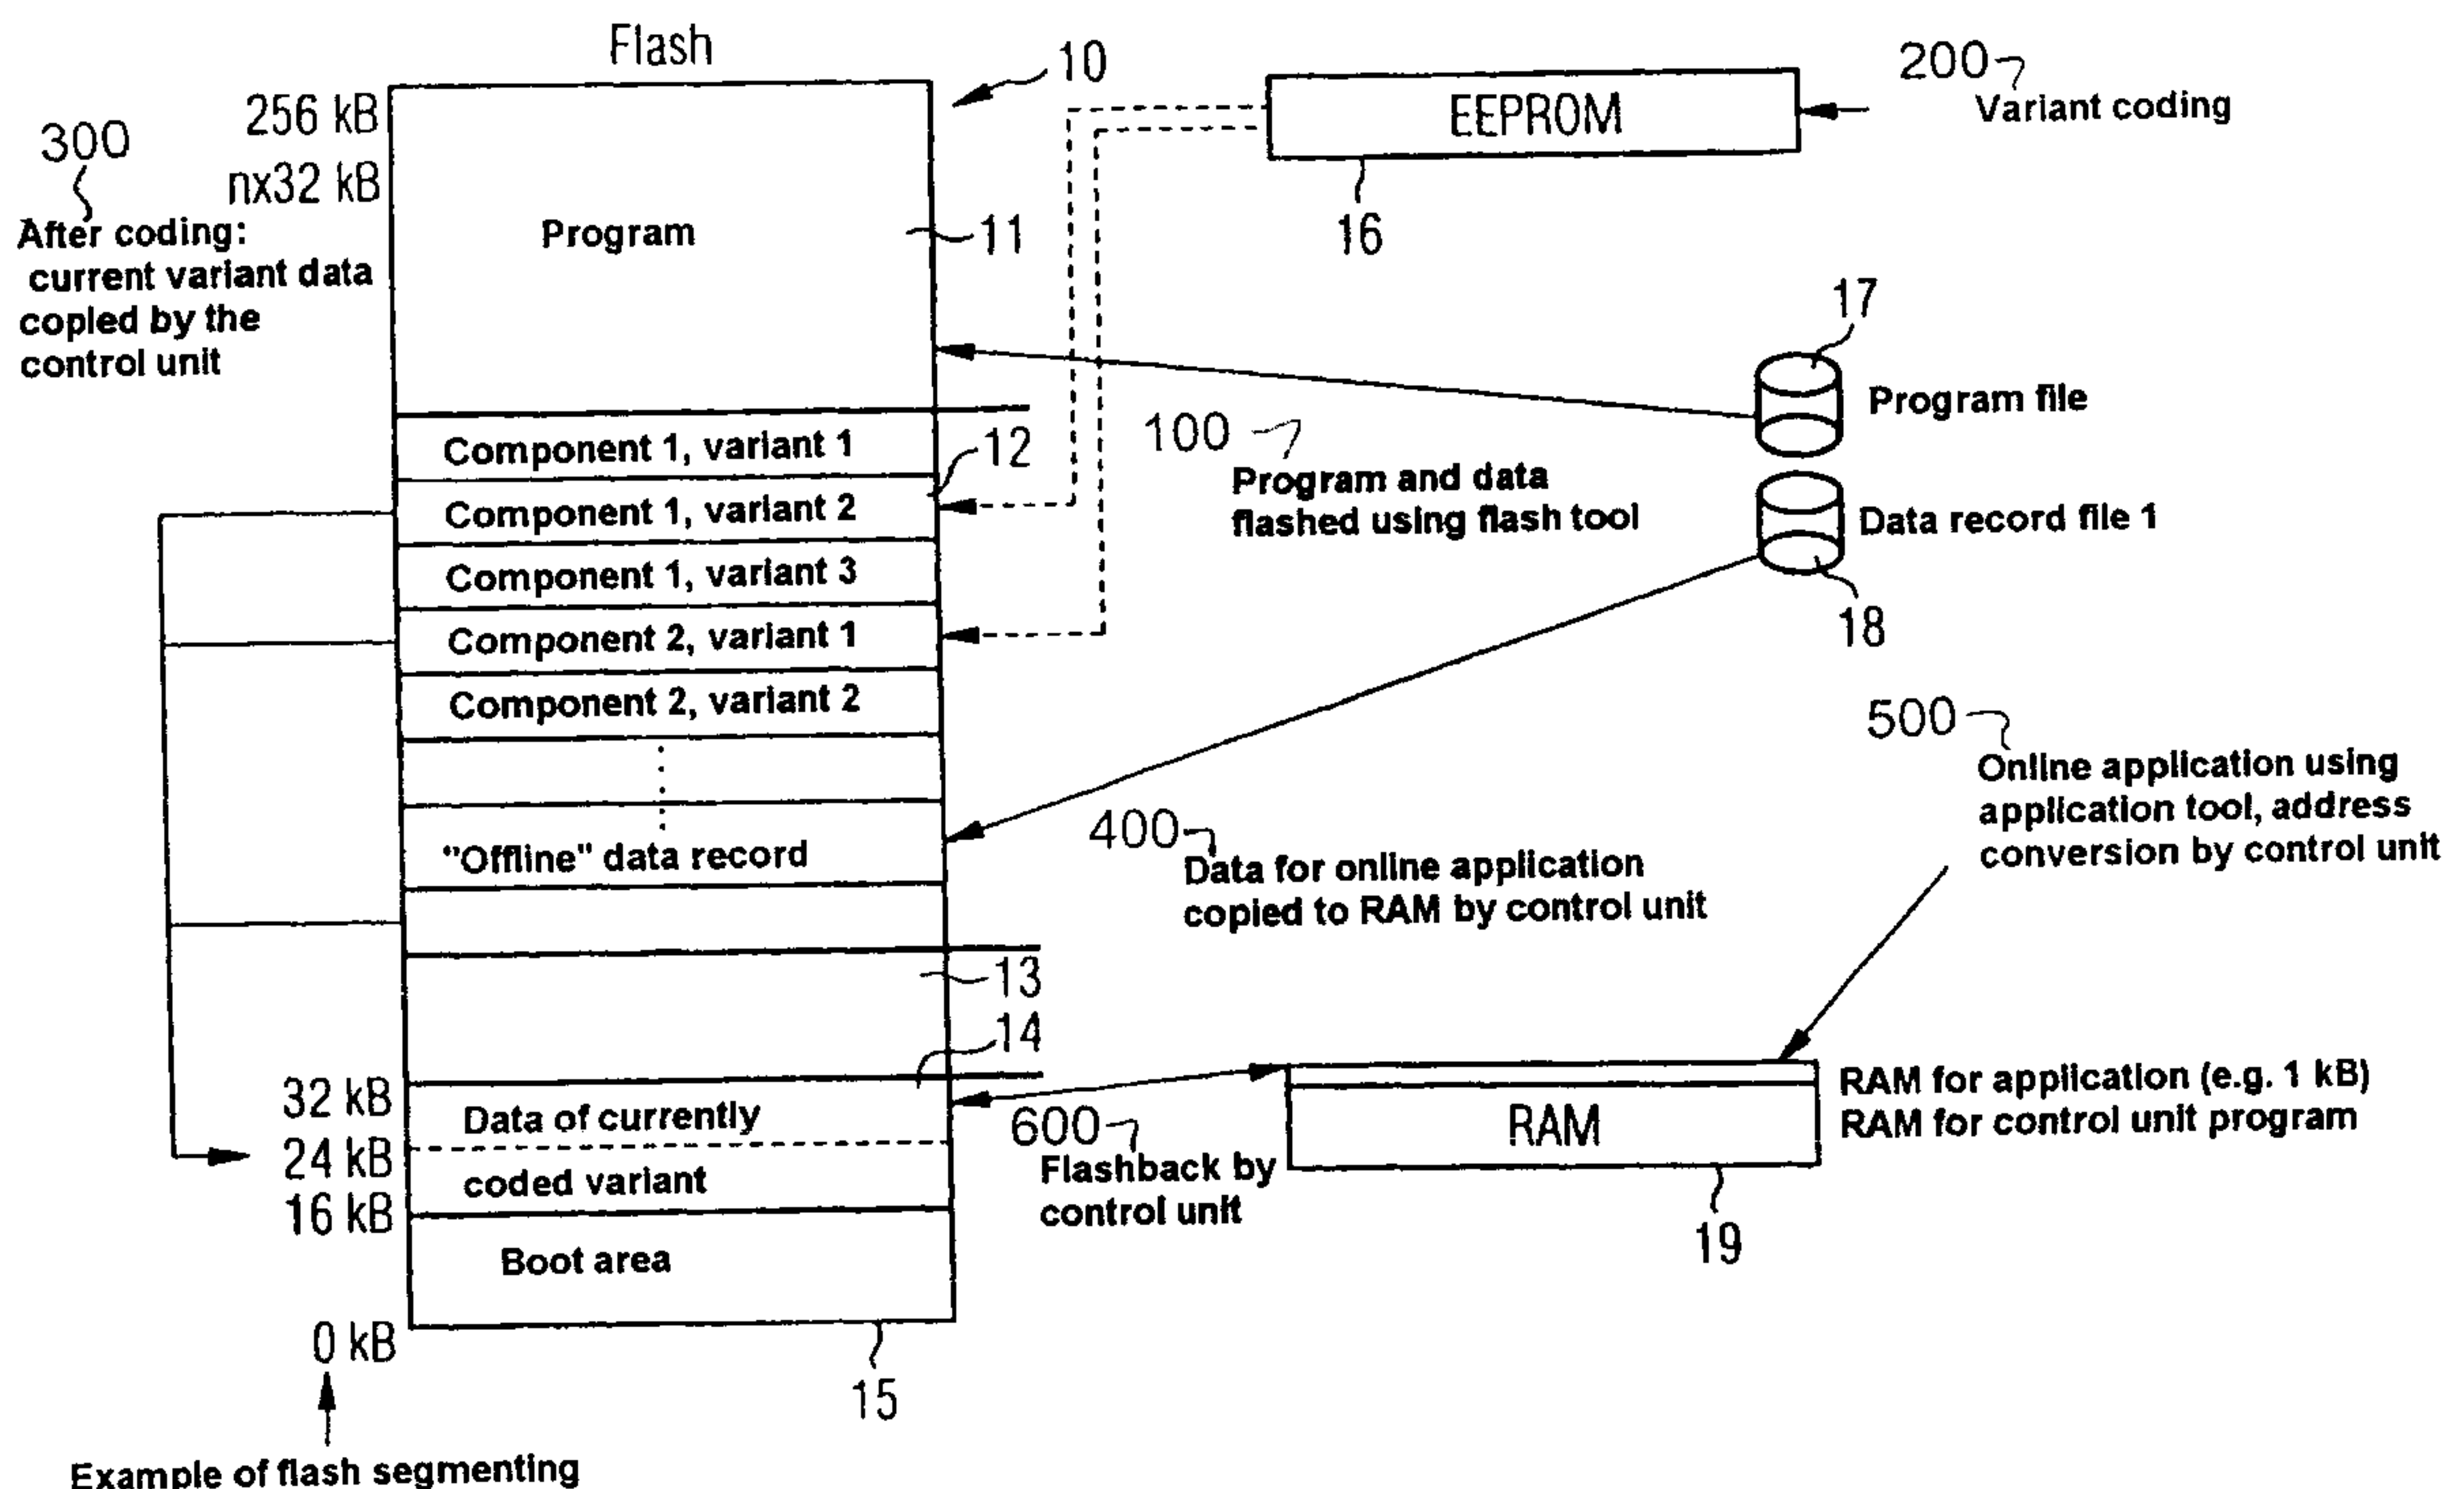 Flash
10
256 kB
nx32 kB
300
After coding:
current variant data
copled by the
control unit
Program
11
EEPROM
16
200
Variant coding
17
Program file
100
Program and data
flashed using flash tool
Data record file 1
18
Component 1, variant 1
12
Component 1, variant 2
Component 1, variant 3
Component 2, variant 1
Component 2, variant 2
"Offline" data record
400
Data for online application
copied to RAM by control unit
500
Online application using
application tool, address
conversion by control unit
13
14
32 kB
Data of currently
24 kB
coded variant
16 kB
Boot area
0 kB
15
600
Flashback by
control unit
RAM for application (e.g. 1 kB)
RAM
RAM for control unit program
19
Example of flash segmenting